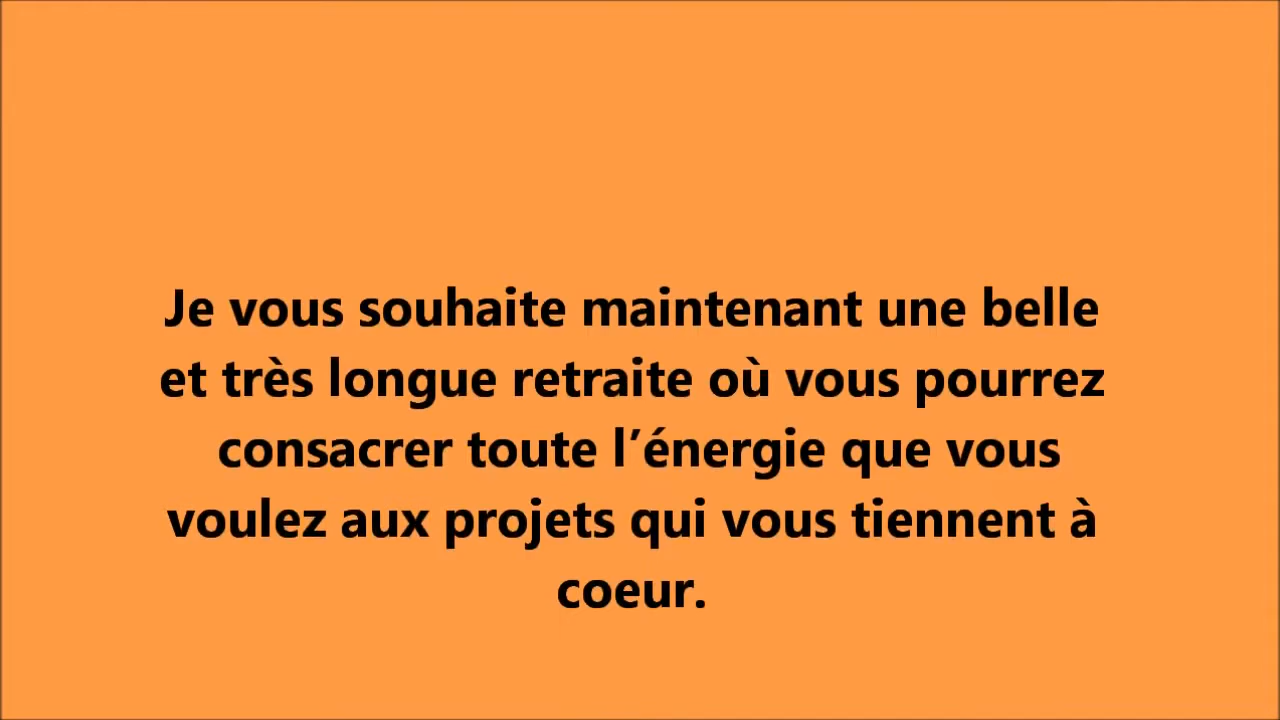 Je vous souhaite maintenant une belle
et très longue retraite où vous pourrez
consacrer toute l’énergie que vous
voulez aux projets qui vous tiennent à
coeur.